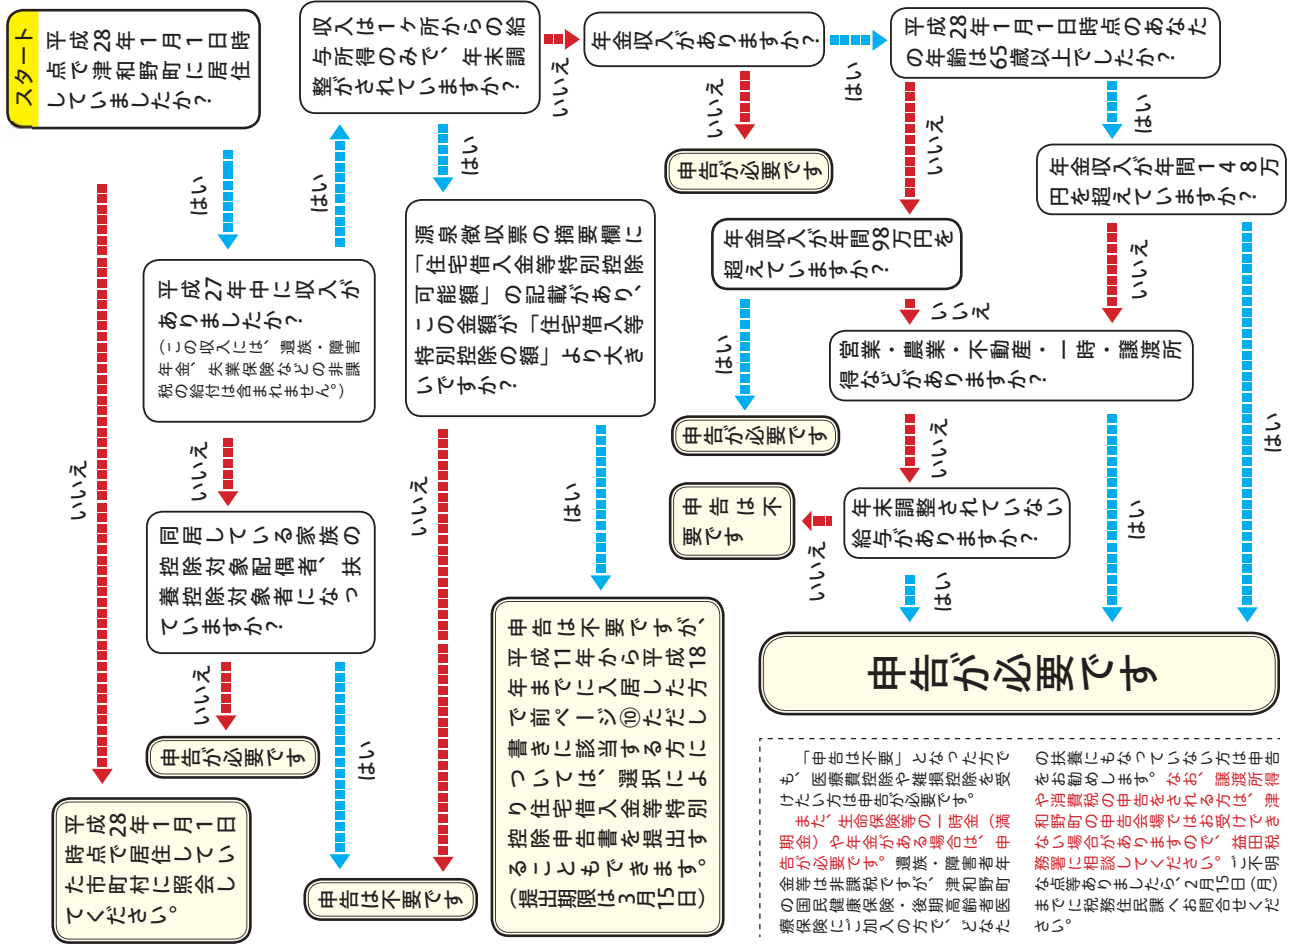 スタート
平成28年1月1日時
点で津和野町に居住
していましたか?
はい
いいえ
平成27年中に収入が
ありましたか?
(この収入には、遺族・障害
年金、失業保険などの非課
税の給付は含まれません。)
はい
いいえ
収入は1ケ所からの給
与所得のみで、年末調
整がされていますか?
いいえ
はい
年金収入がありますか?
はい
いいえ
申告が必要です
平成28年1月1日時点のあなた
の年齢は65歳以上でしたか?
はい
いいえ
年金収入が年間148万
円を超えていますか?
いいえ
はい
年金収入が年間98万円を
超えていますか?
いいえ
はい
申告が必要です
営業・農業・不動産・一時・譲渡所
得などがありますか?
いいえ
はい
年末調整されていない
給与がありますか?
いいえ
はい
申告は不
要です
申告が必要です
源泉徴収票の摘要欄に
「住宅借入金等特別控除
可能額」の記載があり、
この金額が「住宅借入等
特別控除の額」より大き
いですか?
いいえ
はい
申告は不要ですが、
平成11年から平成18
年までに入居した方
で前ページ⑩ただし
書きに該当する方に
ついては、選択によ
り住宅借入金等特別
控除申告書を提出す
ることもできます。
(提出期限は3月15日)
同居している家族の
控除対象配偶者、扶
養控除対象者になっ
ていますか?
いいえ
はい
申告が必要です
申告は不要です
平成28年1月1日
時点で居住してい
た市町村に照会し
てください。
「申告は不要」となった方で
も、医療費控除や雑損控除を受
けたい方は申告が必要です。
また、生命保険等の一時金(満
期金)や年金がある場合は、申
告が必要です。遺族・障害者年
金等は非課税ですが、津和野町
の国民健康保険・後期高齢者医
療保険にご加入の方で、どなた
の扶養にもなっていない方は申告
をお勧めします。なお、譲渡所得
や消費税の申告をされる方は、津
和野町の申告会場ではお受けでき
ない場合がありますので、益田税
務署に相談してください。ご不明
な点等ありましたら、2月15日(月)
までに税務住民課へお問合せくだ
さい。